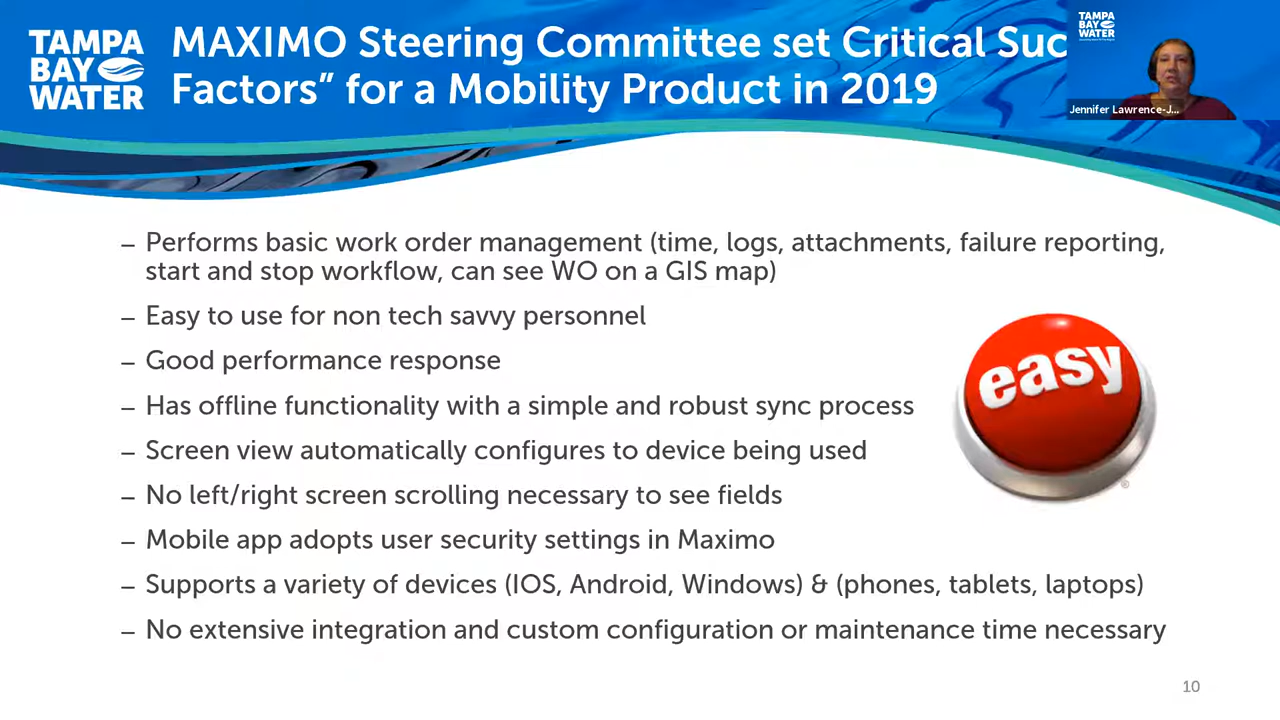 TAMPA
BAY
WATER
MAXIMO Steering Committee set Critical Suc
Factors” for a Mobility Product in 2019
TAMPA
BAY
WATER
Jennifer Lawrence-J...
– Performs basic work order management (time, logs, attachments, failure reporting,
start and stop workflow, can see WO on a GIS map)
– Easy to use for non tech savvy personnel
– Good performance response
– Has offline functionality with a simple and robust sync process
– Screen view automatically configures to device being used
– No left/right screen scrolling necessary to see fields
– Mobile app adopts user security settings in Maximo
– Supports a variety of devices (IOS, Android, Windows) & (phones, tablets, laptops)
– No extensive integration and custom configuration or maintenance time necessary
easy
®
10